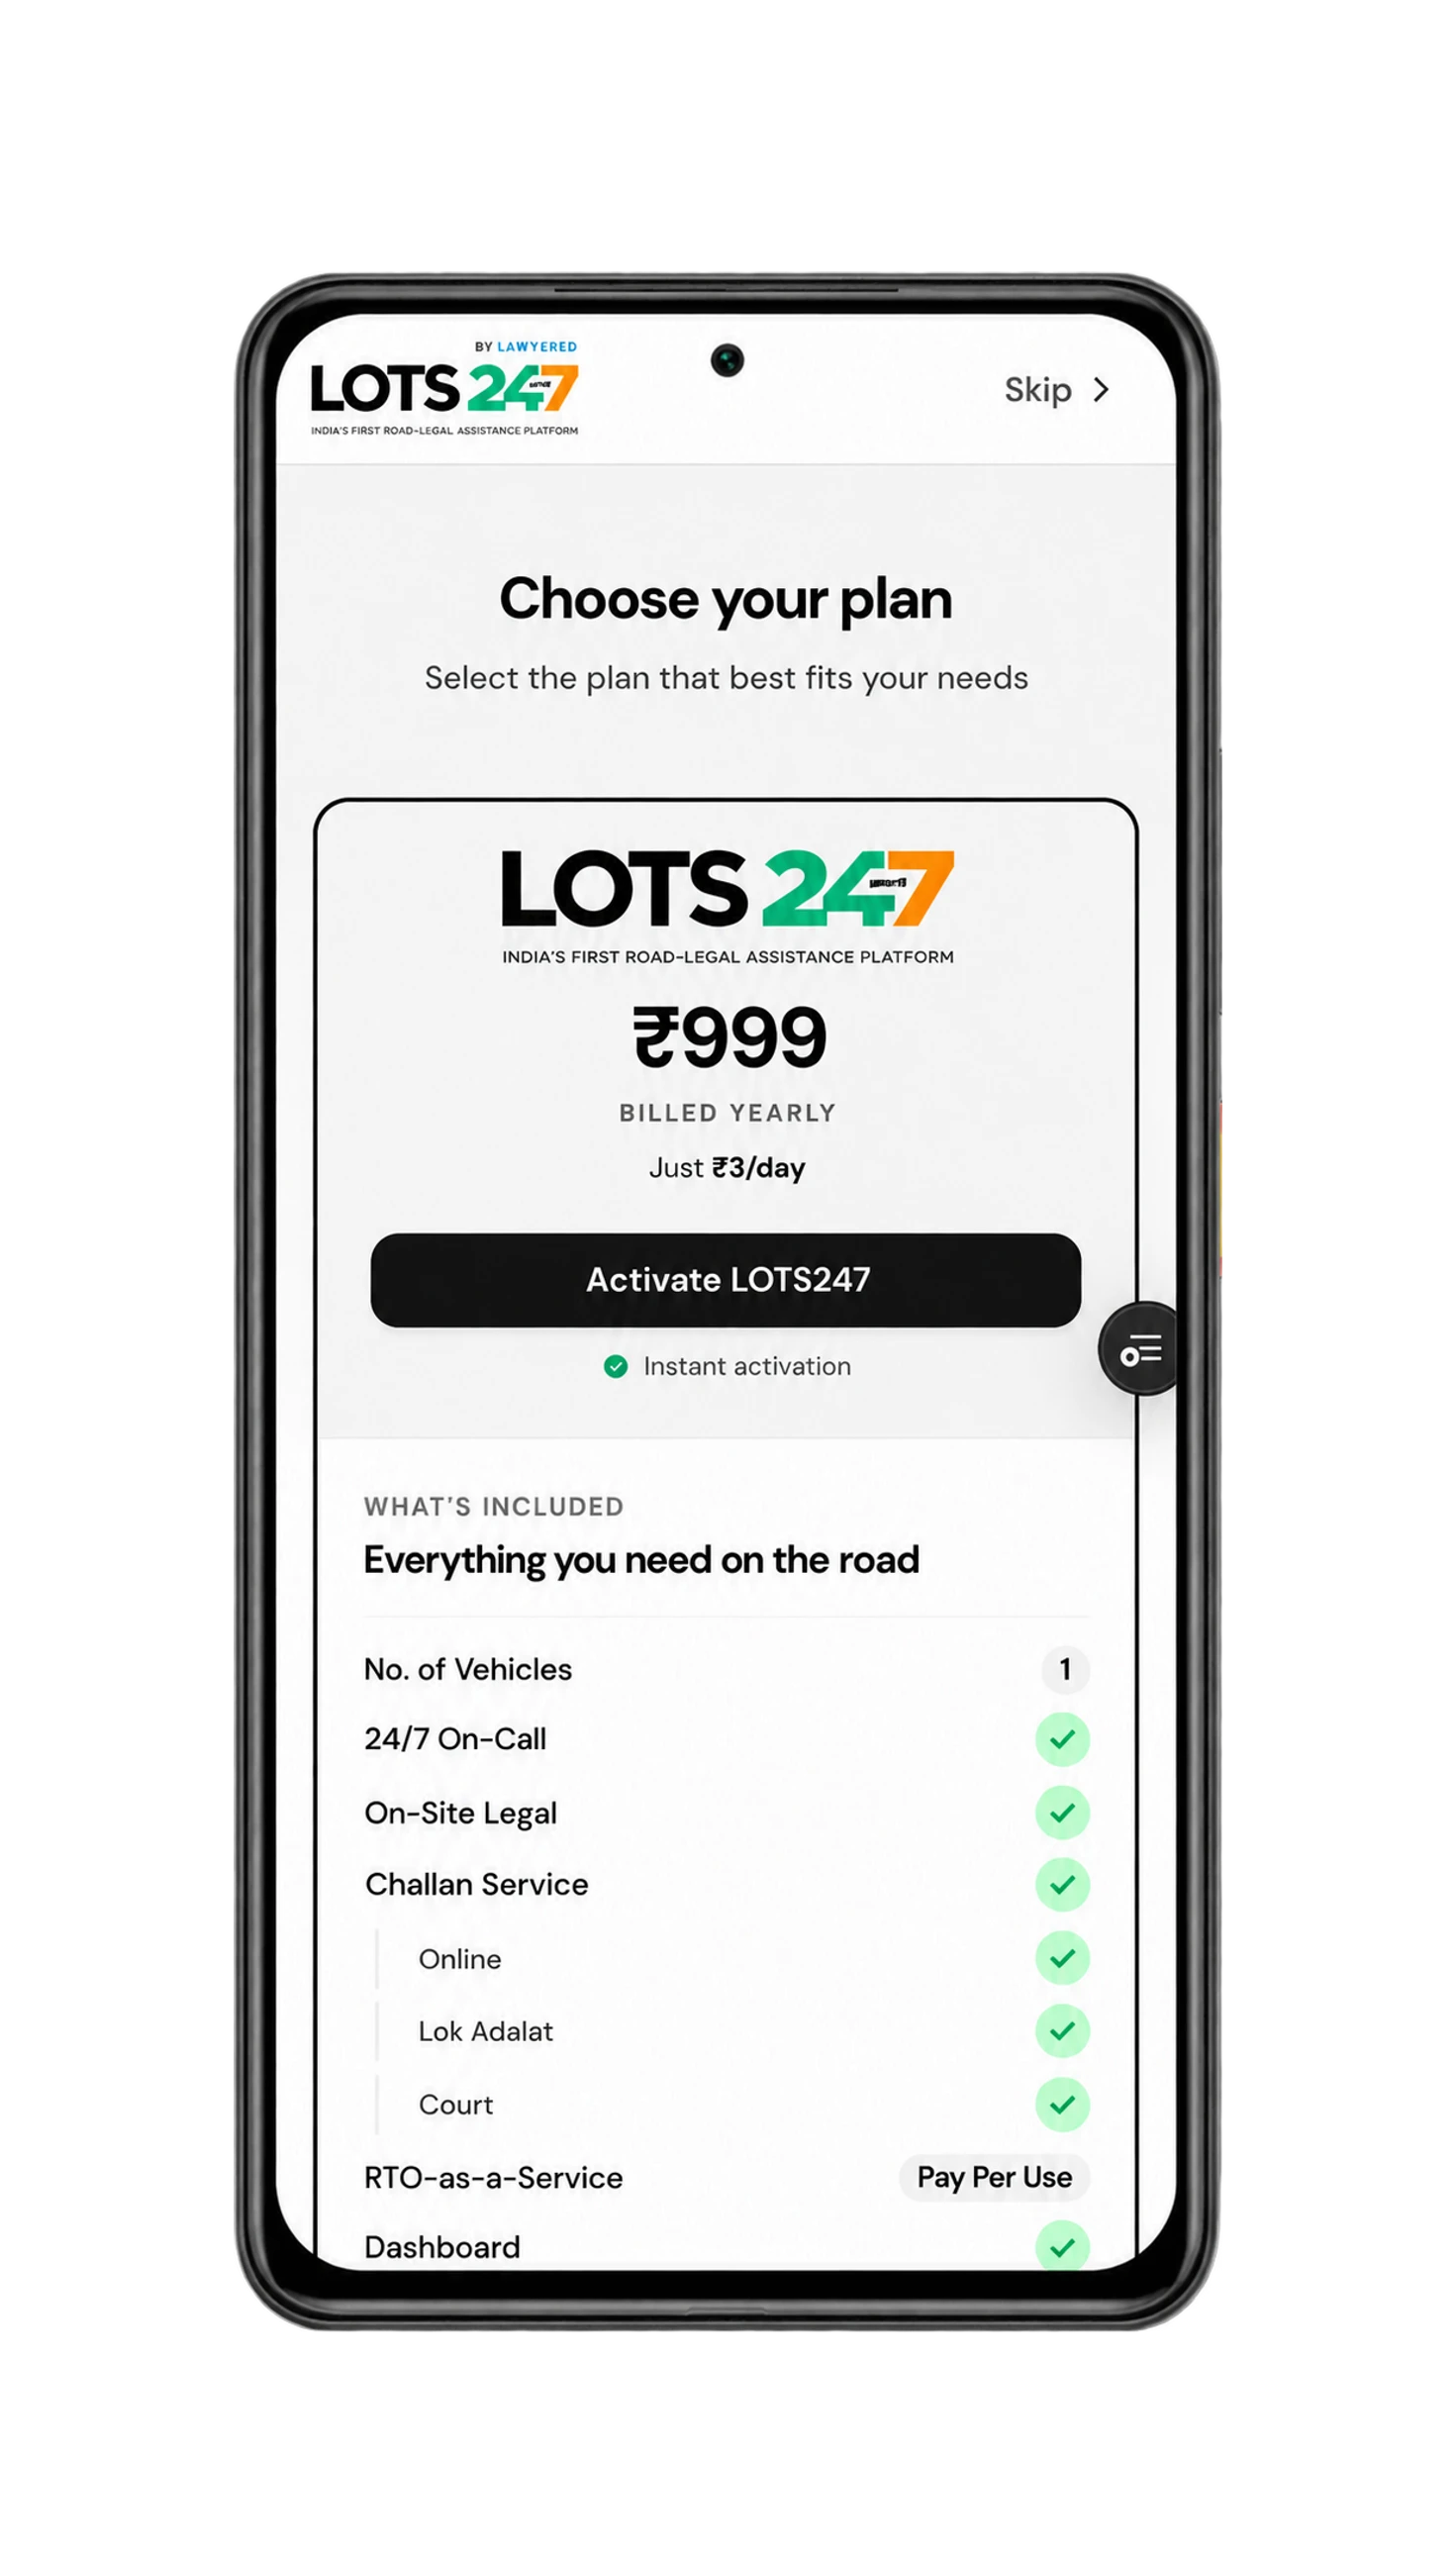 BY LAWYERED
LOTS 247
INDIA'S FIRST ROAD-LEGAL ASSISTANCE PLATFORM
Skip
Choose your plan
Select the plan that best fits your needs
LOTS 247
INDIA'S FIRST ROAD-LEGAL ASSISTANCE PLATFORM
₹999
BILLED YEARLY
Just ₹3/day
Activate LOTS247
Instant activation
WHAT'S INCLUDED
Everything you need on the road
No. of Vehicles 1
24/7 On-Call
On-Site Legal
Challan Service
Online
Lok Adalat
Court
RTO-as-a-Service Pay Per Use
Dashboard